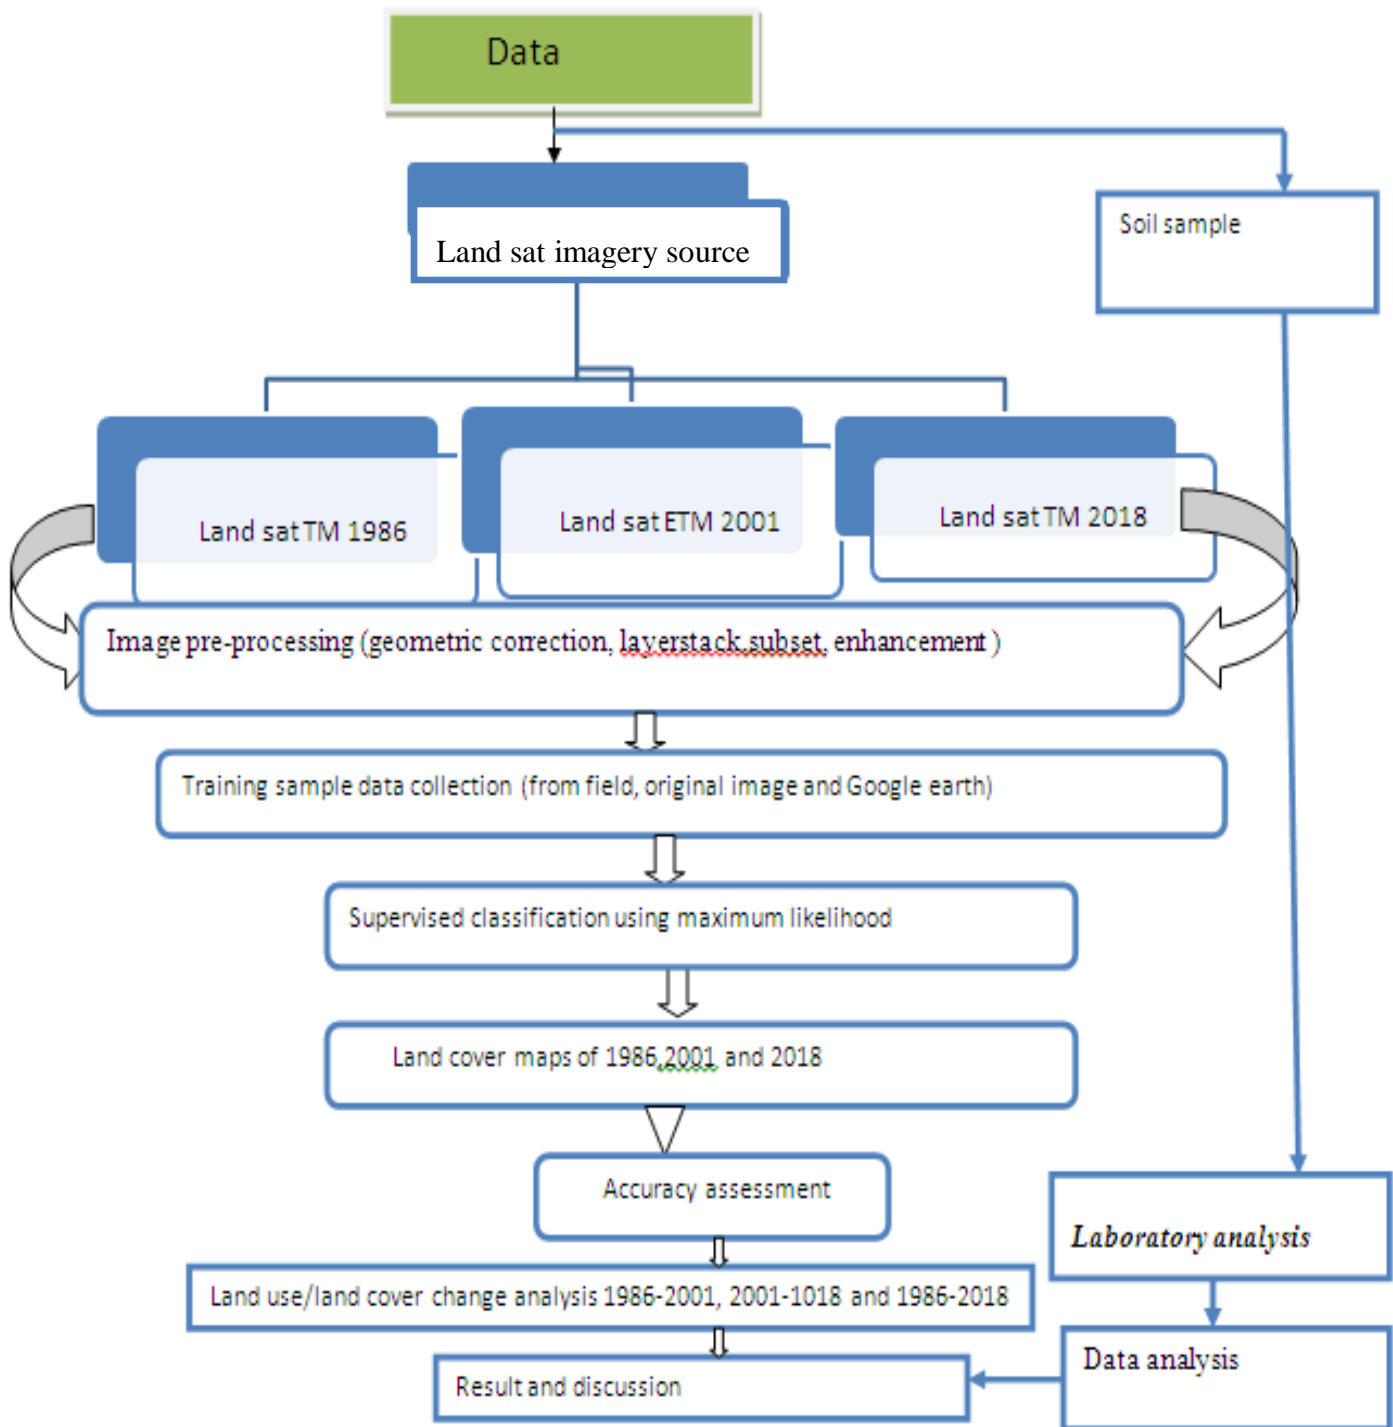 Data
Land sat imagery source
Soil sample
Land sat TM 1986
Land sat ETM 2001
Land sat TM 2018
Image pre-processing (geometric correction, layerstack,subset, enhancement )
Training sample data collection (from field, original image and Google earth)
Supervised classification using maximum likelihood
Land cover maps of 1986,2001 and 2018
Accuracy assessment
Laboratory analysis
Land use/land cover change analysis 1986-2001, 2001-1018 and 1986-2018
Data analysis
Result and discussion